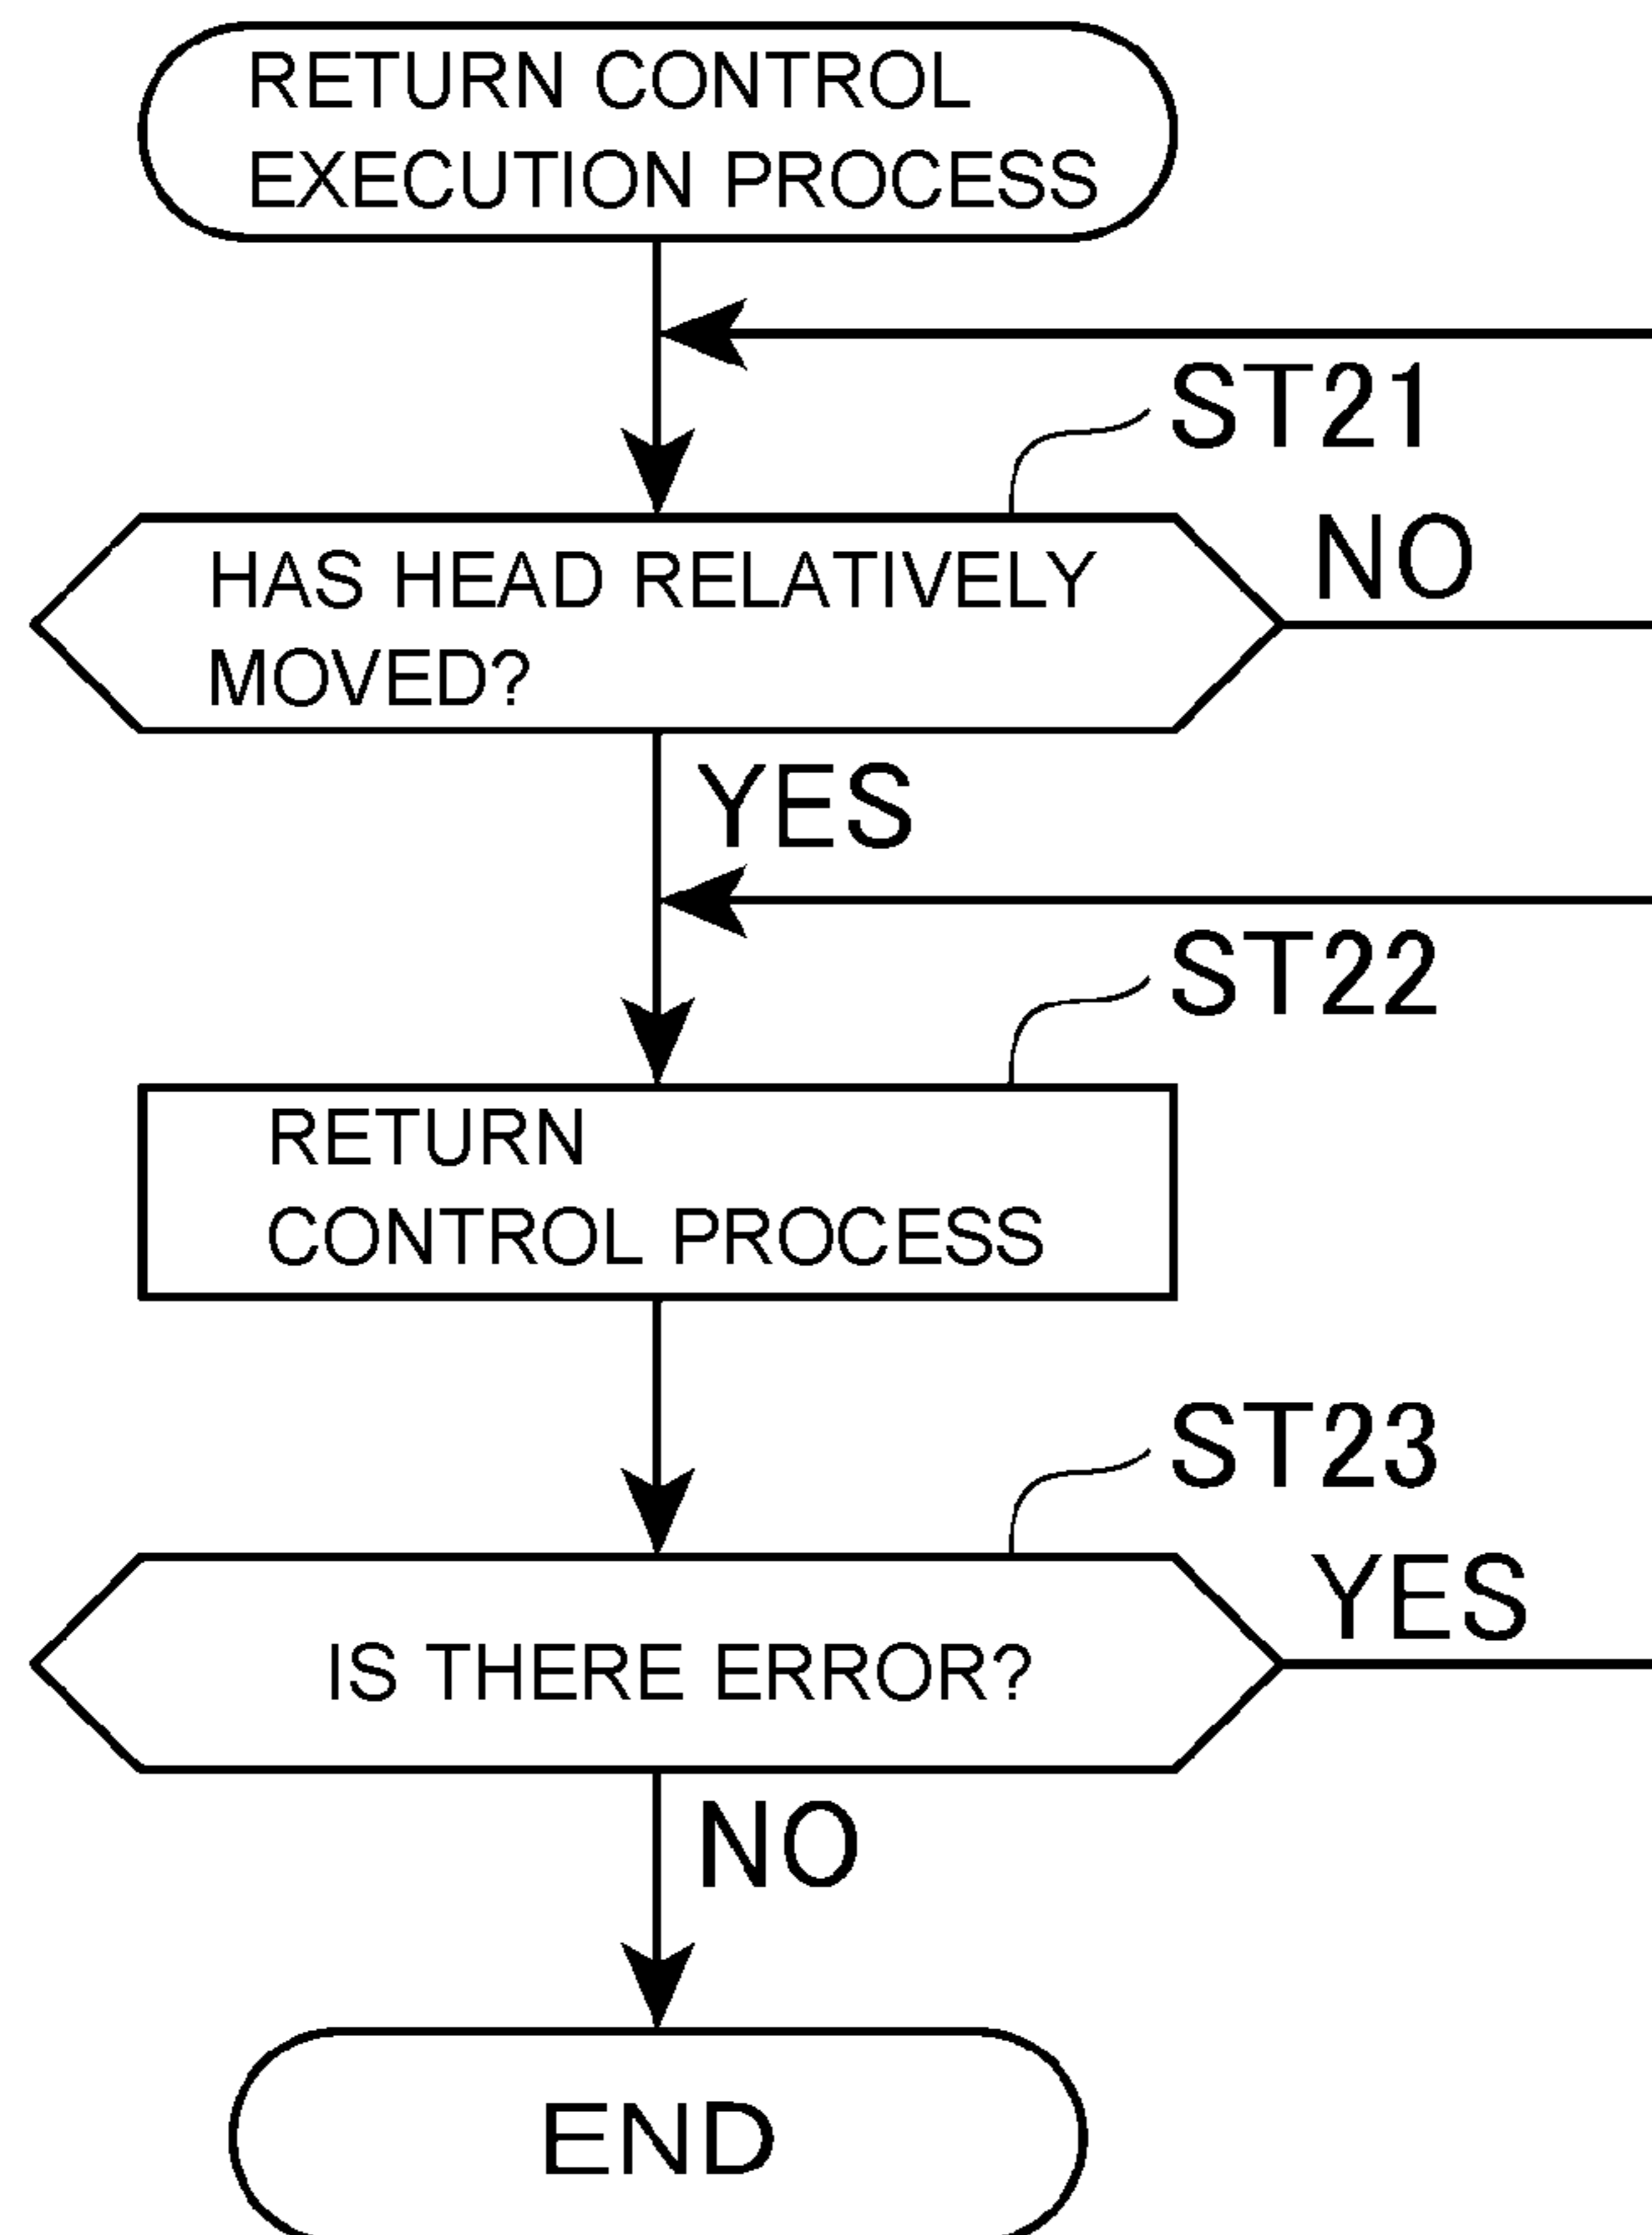 RETURN CONTROL
EXECUTION PROCESS
ST21
HAS HEAD RELATIVELY
MOVED?
NO
YES
ST22
RETURN
CONTROL PROCESS
ST23
IS THERE ERROR?
YES
NO
END